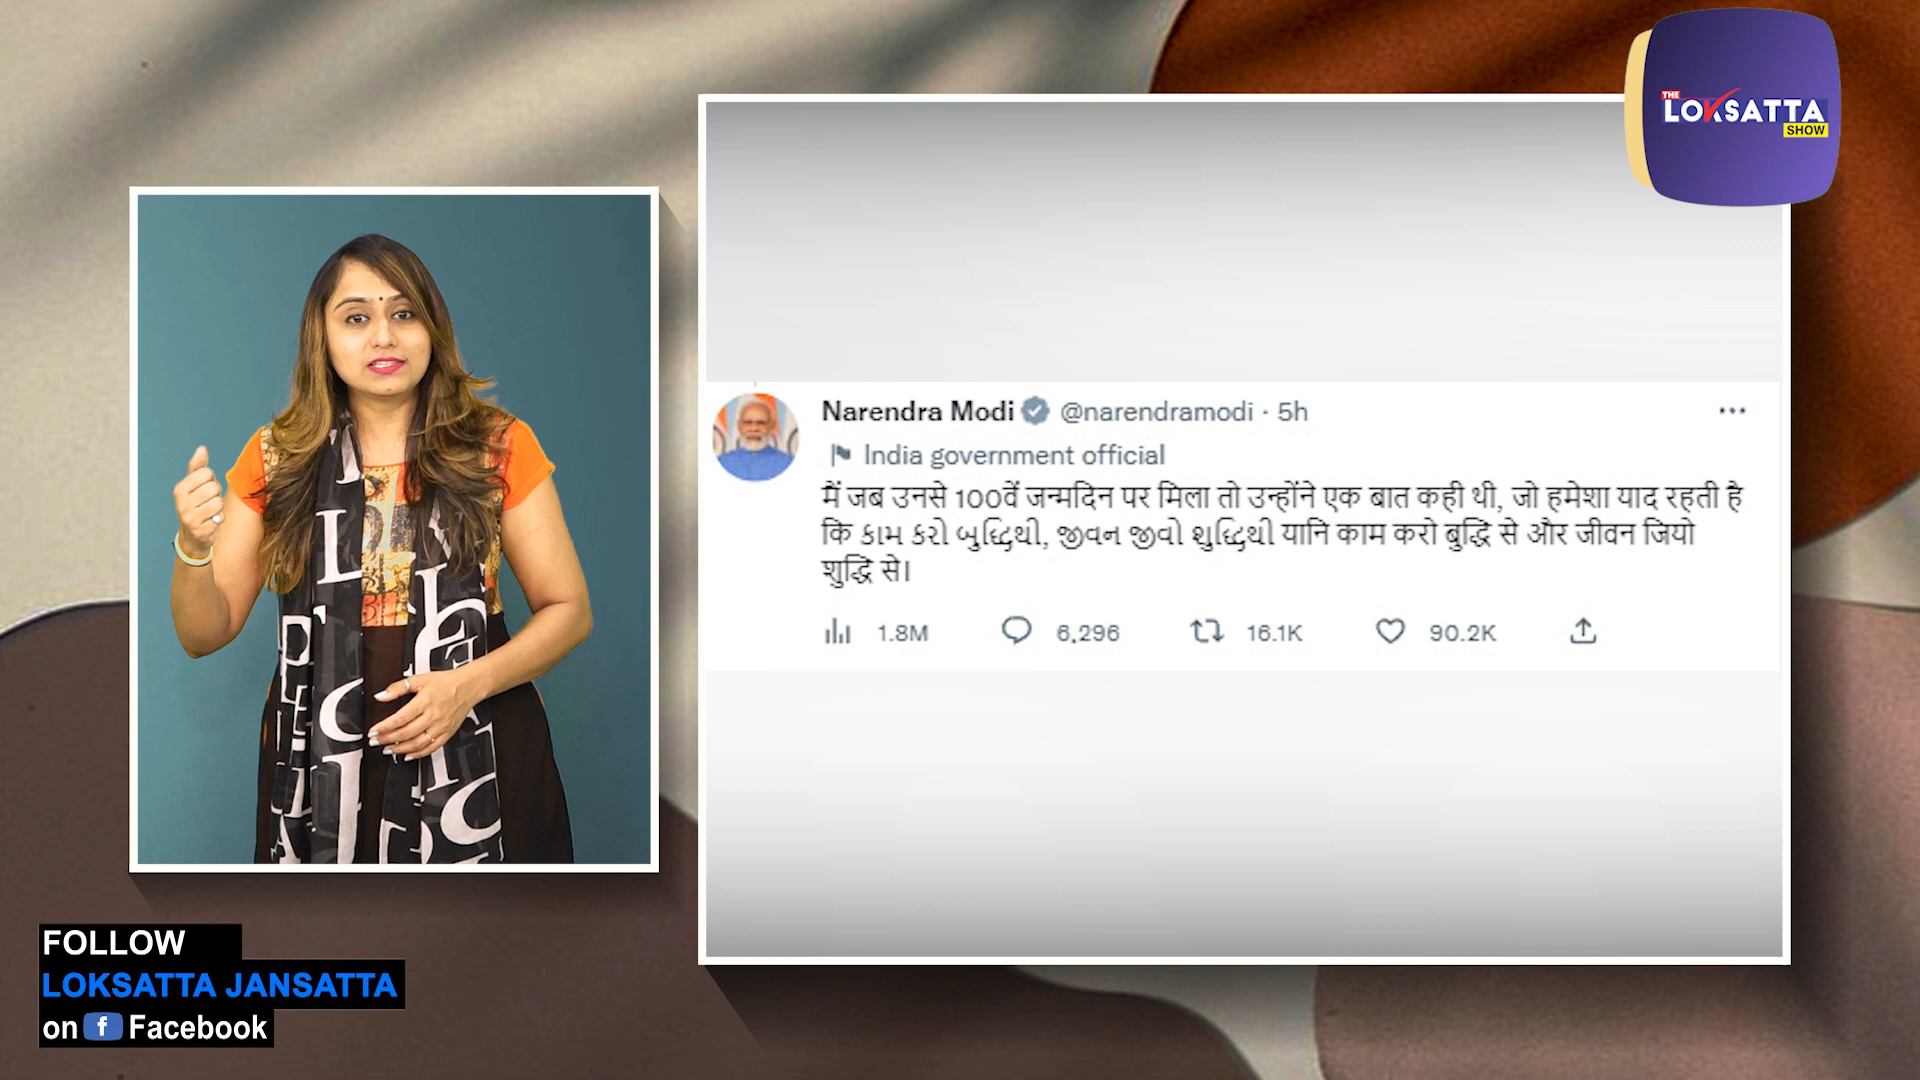 THE
LOKSATTA
SHOW
Narendra Modi @narendramodi · 5h
India government official
मैं जब उनसे 100वें जन्मदिन पर मिला तो उन्होंने एक बात कही थी, जो हमेशा याद रहती है
कि કામ કરો બુદ્ધિથી, જીવન જીવો શુદ્ધિથી यानि काम करो बुद्धि से और जीवन जियो
शुद्धि से।
1.8M 6,296 16.1K 90.2K
FOLLOW
LOKSATTA JANSATTA
on f Facebook